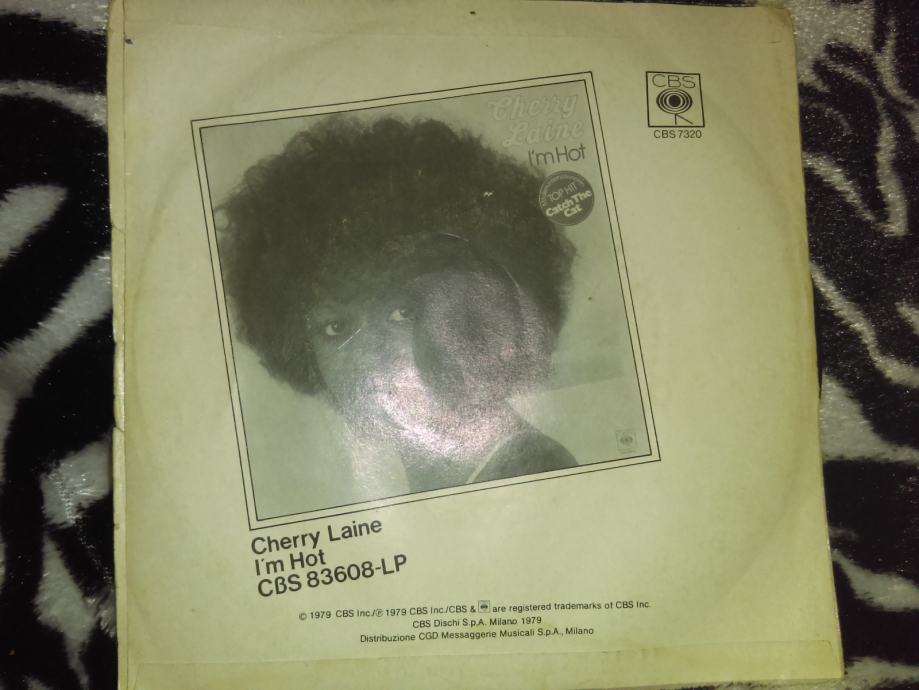 CBS
CBS 7320
Cherry
Laine
I'm Hot
TOP HIT
Catch The
Cat
Cherry Laine
I'm Hot
CBS 83608-LP
© 1979 CBS Inc./℗ 1979 CBS Inc./CBS & are registered trademarks of CBS Inc.
CBS Dischi S.p.A. Milano 1979
Distribuzione CGD Messaggerie Musicali S.p.A., Milano